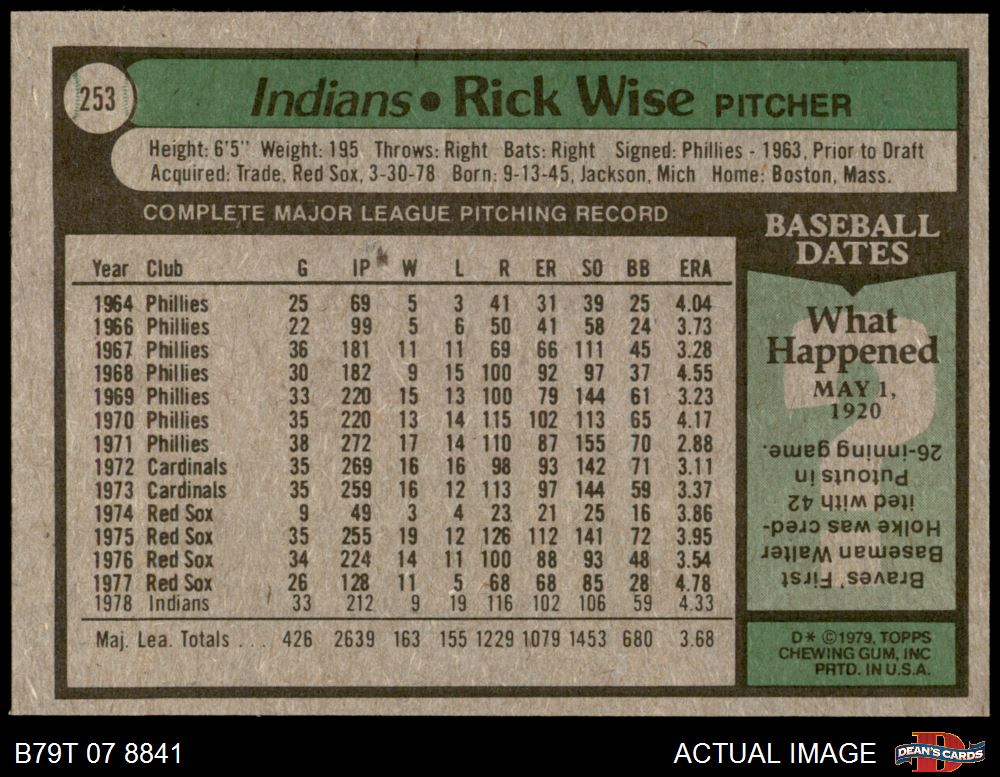 253
Indians • Rick Wise PITCHER
Height: 6'5" Weight: 195 Throws: Right Bats: Right Signed: Phillies - 1963, Prior to Draft
Acquired: Trade, Red Sox, 3-30-78 Born: 9-13-45, Jackson, Mich Home: Boston, Mass.
COMPLETE MAJOR LEAGUE PITCHING RECORD
Year Club G IP W L R ER SO BB ERA
1964 Phillies 25 69 5 3 41 31 39 25 4.04
1966 Phillies 22 99 5 6 50 41 58 24 3.73
1967 Phillies 36 181 11 11 69 66 111 45 3.28
1968 Phillies 30 182 9 15 100 92 97 37 4.55
1969 Phillies 33 220 15 13 100 79 144 61 3.23
1970 Phillies 35 220 13 14 115 102 113 65 4.17
1971 Phillies 38 272 17 14 110 87 155 70 2.88
1972 Cardinals 35 269 16 16 98 93 142 71 3.11
1973 Cardinals 35 259 16 12 113 97 144 59 3.37
1974 Red Sox 9 49 3 4 23 21 25 16 3.86
1975 Red Sox 35 255 19 12 126 112 141 72 3.95
1976 Red Sox 34 224 14 11 100 88 93 48 3.54
1977 Red Sox 26 128 11 5 68 68 85 28 4.78
1978 Indians 33 212 9 19 116 102 106 59 4.33
Maj. Lea. Totals . . . 426 2639 163 155 1229 1079 1453 680 3.68
BASEBALL
DATES
What
Happened
MAY 1,
1920
Braves' First
Baseman Walter
Holke was cred-
ited with 42
Putouts in
26-inning game.
D* ©1979, TOPPS
CHEWING GUM, INC
PRTD. IN U.S.A.
B79T 07 8841
ACTUAL IMAGE
D
DEAN'S CARDS